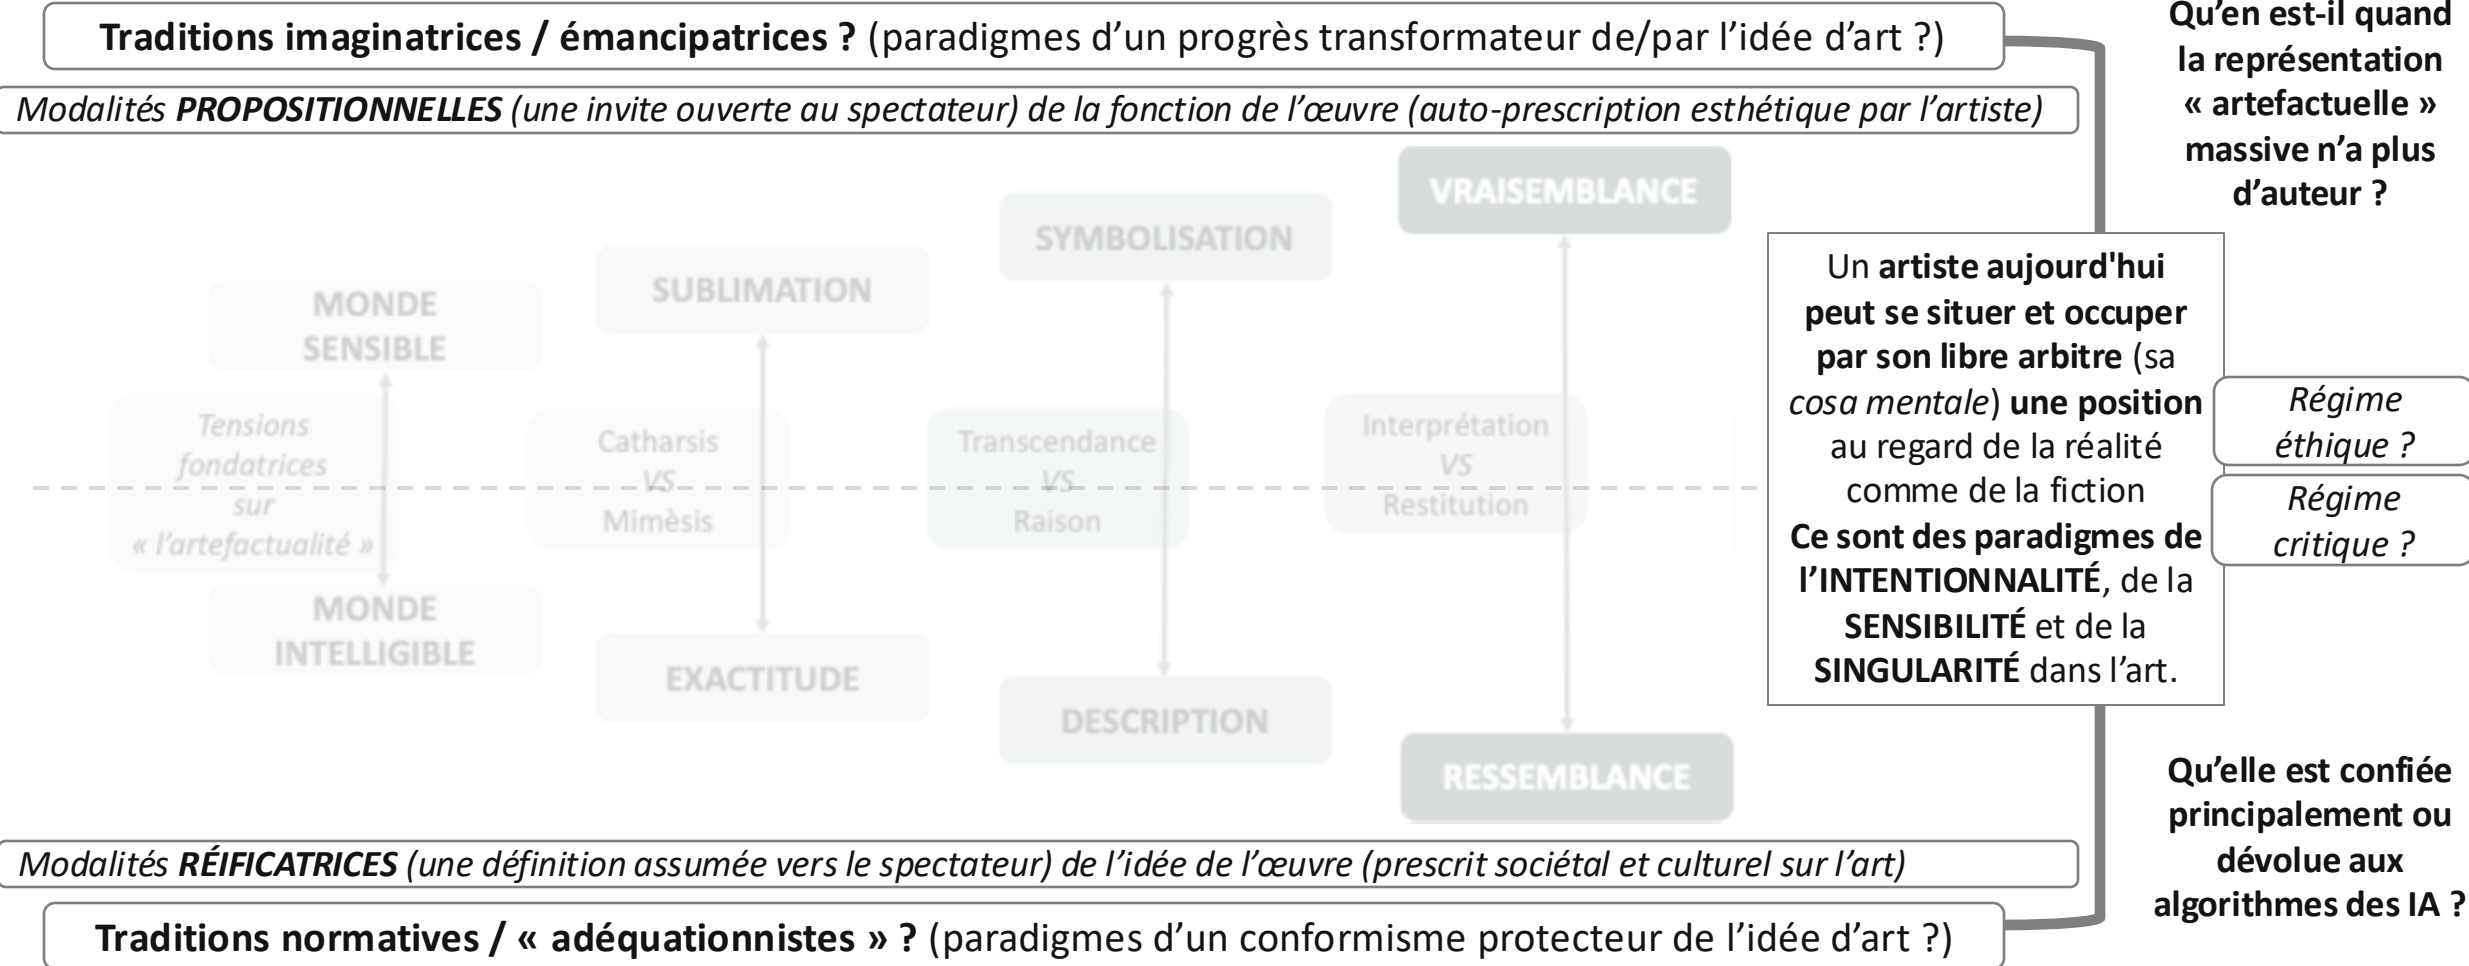 Traditions imaginatrices / émancipatrices ? (paradigmes d’un progrès transformateur de/par l’idée d’art ?)
Modalités PROPOSITIONNELLES (une invite ouverte au spectateur) de la fonction de l’œuvre (auto-prescription esthétique par l’artiste)
Qu’en est-il quand
la représentation
« artefactuelle »
massive n’a plus
d’auteur ?
MONDE
SENSIBLE
Tensions
fondatrices
sur
« l’artefactualité »
MONDE
INTELLIGIBLE
SUBLIMATION
Catharsis
VS
Mimèsis
EXACTITUDE
SYMBOLISATION
Transcendance
VS
Raison
DESCRIPTION
VRAISEMBLANCE
Interprétation
VS
Restitution
RESSEMBLANCE
Un artiste aujourd'hui
peut se situer et occuper
par son libre arbitre (sa
cosa mentale) une position
au regard de la réalité
comme de la fiction
Ce sont des paradigmes de
l’INTENTIONNALITÉ, de la
SENSIBILITÉ et de la
SINGULARITÉ dans l’art.
Régime
éthique ?
Régime
critique ?
Qu’elle est confiée
principalement ou
dévolue aux
algorithmes des IA ?
Modalités RÉIFICATRICES (une définition assumée vers le spectateur) de l’idée de l’œuvre (prescrit sociétal et culturel sur l’art)
Traditions normatives / « adéquationnistes » ? (paradigmes d’un conformisme protecteur de l’idée d’art ?)